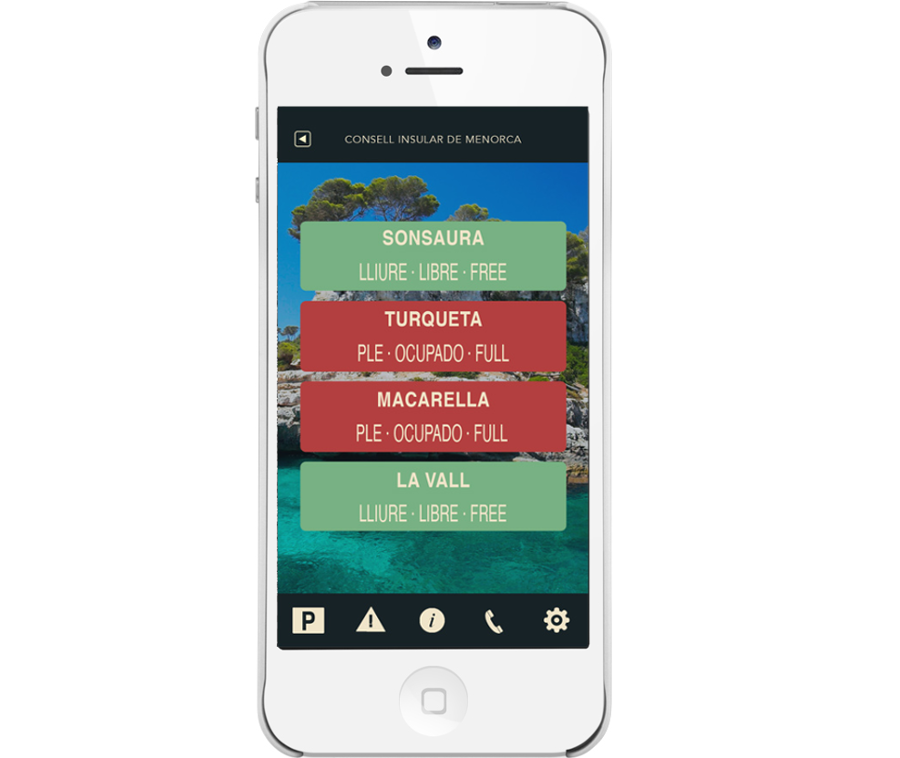 CONSELL INSULAR DE MENORCA
SONSAURA
LLIURE · LIBRE · FREE
TURQUETA
PLE · OCUPADO · FULL
MACARELLA
PLE · OCUPADO · FULL
LA VALL
LLIURE · LIBRE · FREE
P